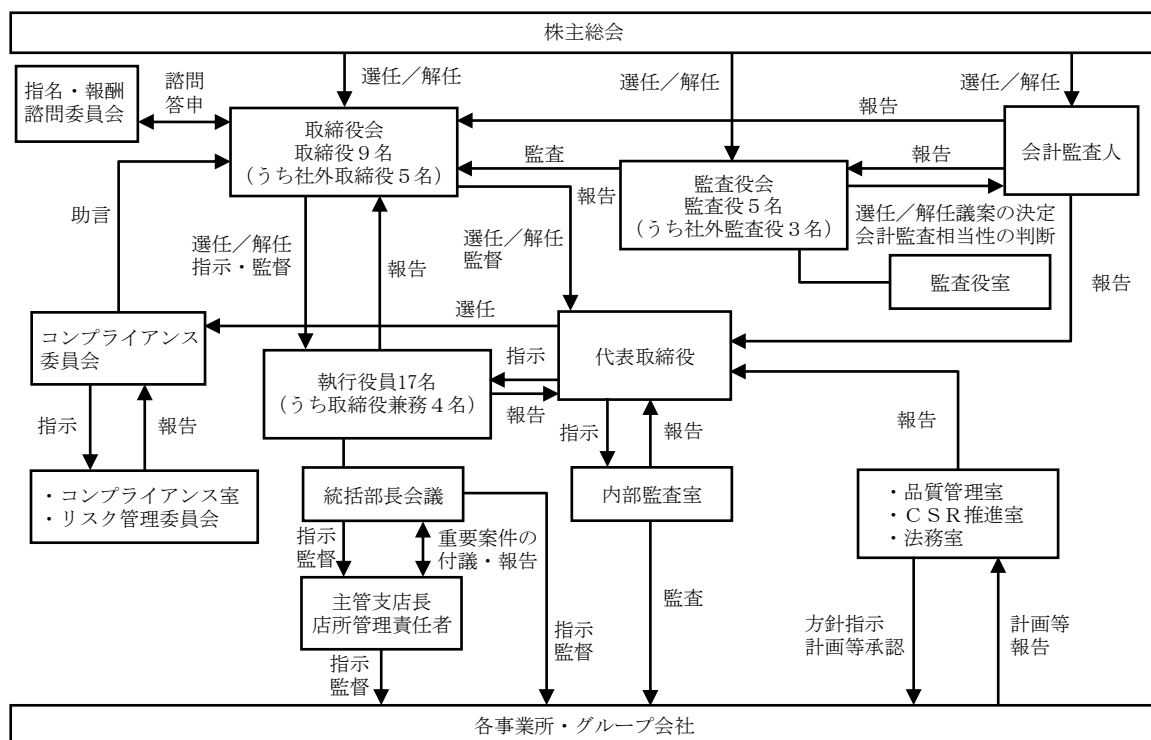 株主総会
選任／解任
選任／解任
選任／解任
指名・報酬
諮問委員会
諮問
答申
取締役会
取締役９名
（うち社外取締役５名）
報告
会計監査人
監査
報告
監査役会
監査役５名
（うち社外監査役３名）
報告
選任／解任議案の決定
会計監査相当性の判断
助言
選任／解任
指示・監督
報告
選任／解任
監督
監査役室
報告
選任
コンプライアンス
委員会
代表取締役
執行役員17名
（うち取締役兼務４名）
指示
報告
指示
報告
指示
報告
報告
・コンプライアンス室
・リスク管理委員会
統括部長会議
内部監査室
・品質管理室
・ＣＳＲ推進室
・法務室
指示
監督
重要案件の
付議・報告
主管支店長
店所管理責任者
監査
指示
監督
指示
監督
方針指示
計画等承認
計画等
報告
各事業所・グループ会社